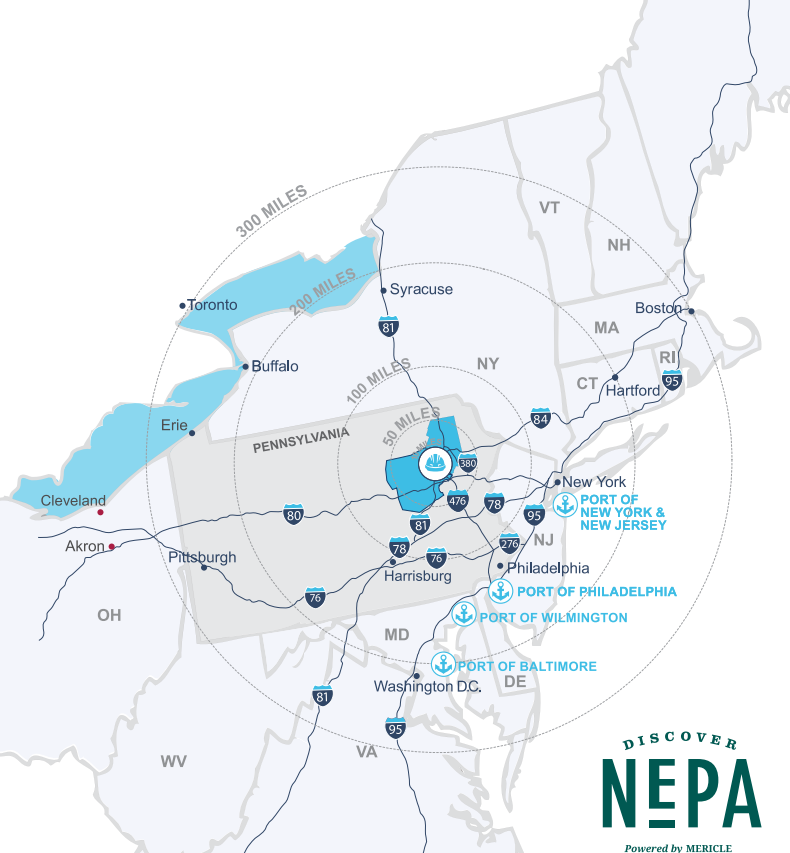 300 MILES
VT
NH
200 MILES
Toronto
Syracuse
Boston
81
MA
RI
Buffalo
NY
100 MILES
CT
95
Hartford
50 MILES
84
Erie
PENNSYLVANIA
380
New York
Cleveland
476
78
PORT OF
NEW YORK &
NEW JERSEY
80
95
81
NJ
Akron
78
276
Pittsburgh
76
Harrisburg
Philadelphia
76
PORT OF PHILADELPHIA
OH
PORT OF WILMINGTON
MD
PORT OF BALTIMORE
Washington D.C.
DE
81
95
VA
WV
DISCOVER
NEPA
Powered by MERICLE